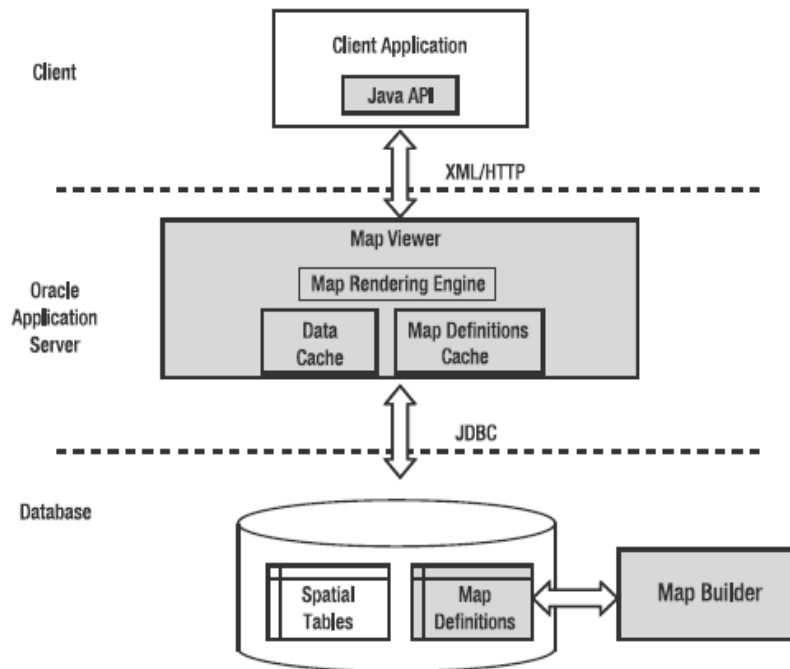 Client Application
Client
Java API
XML/HTTP
Map Viewer
Map Rendering Engine
Oracle
Application
Server
Data
Cache
Map Definitions
Cache
JDBC
Database
Spatial
Tables
Map
Definitions
Map Builder